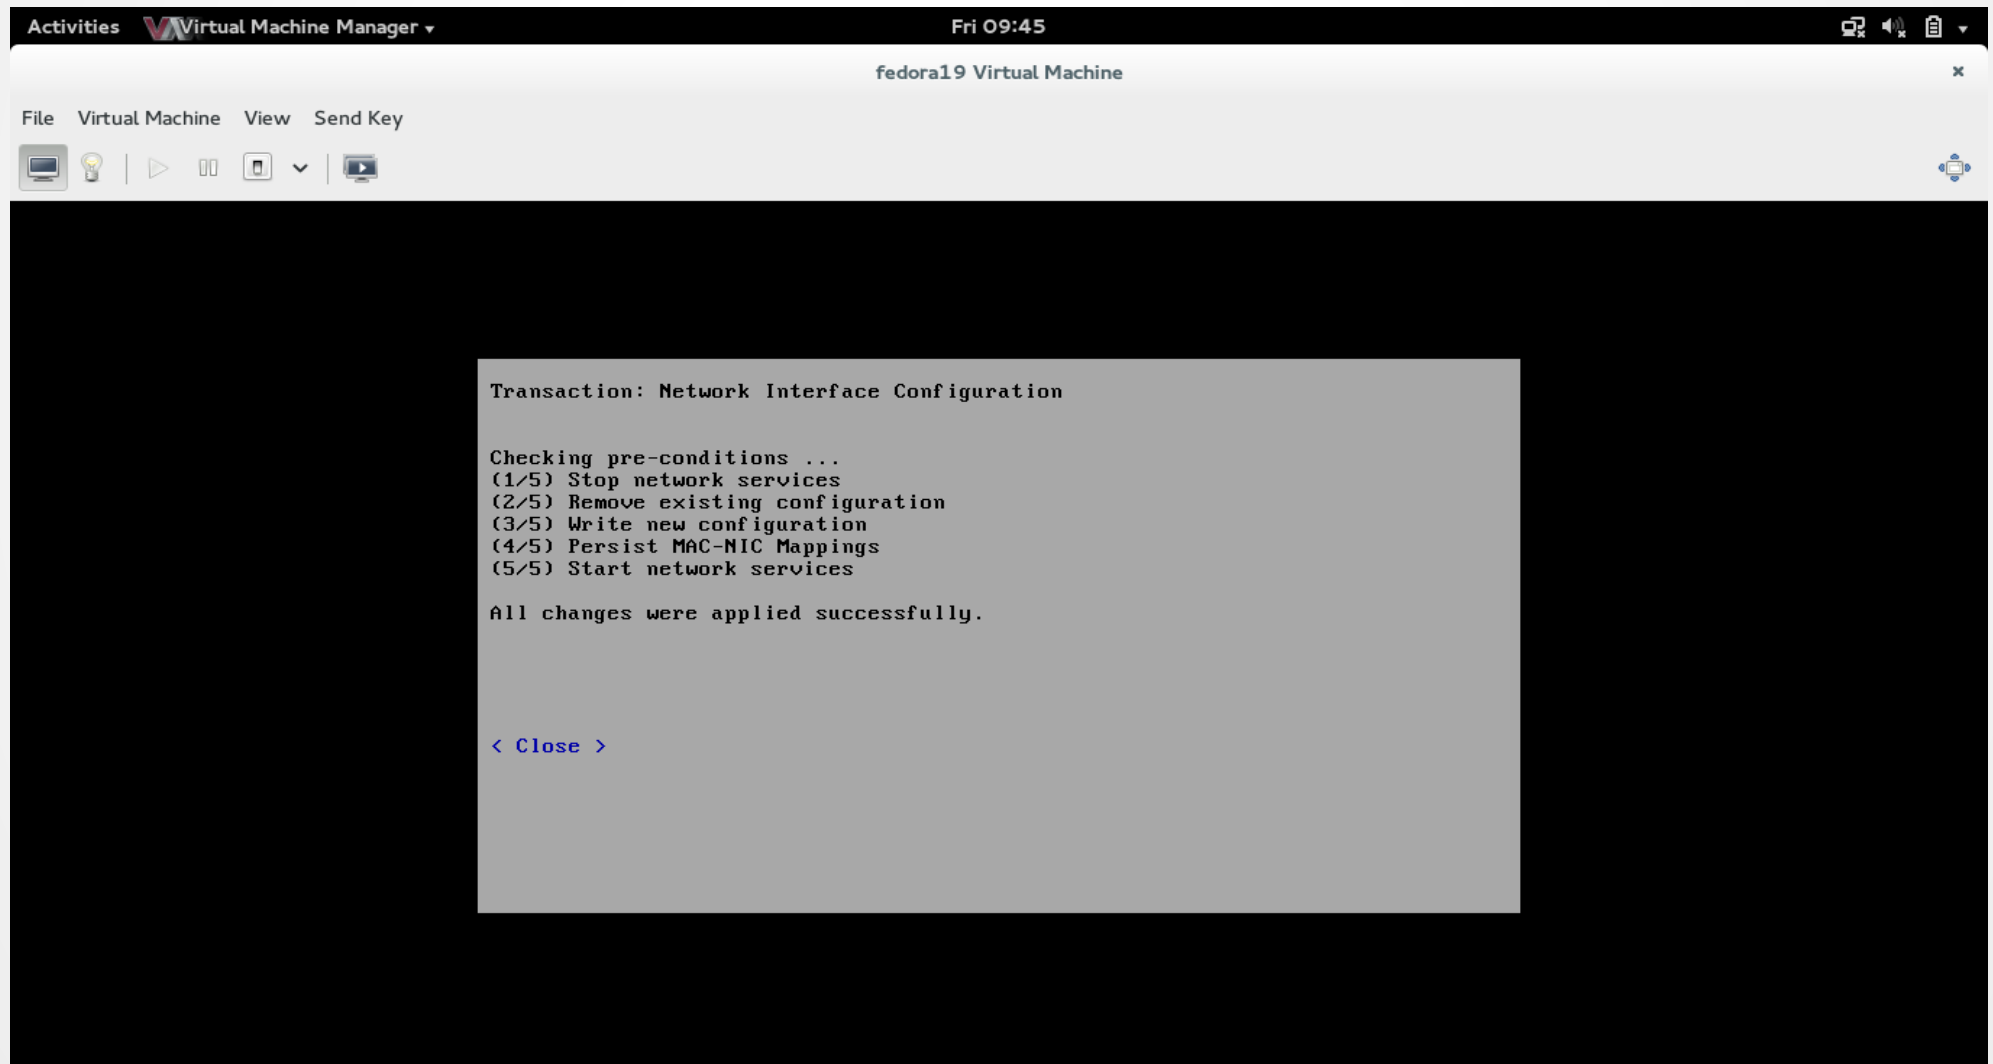 Activities Virtual Machine Manager Fri 09:45
fedora19 Virtual Machine
File Virtual Machine View Send Key
Transaction: Network Interface Configuration
Checking pre-conditions ...
(1/5) Stop network services
(2/5) Remove existing configuration
(3/5) Write new configuration
(4/5) Persist MAC-NIC Mappings
(5/5) Start network services
All changes were applied successfully.
< Close >